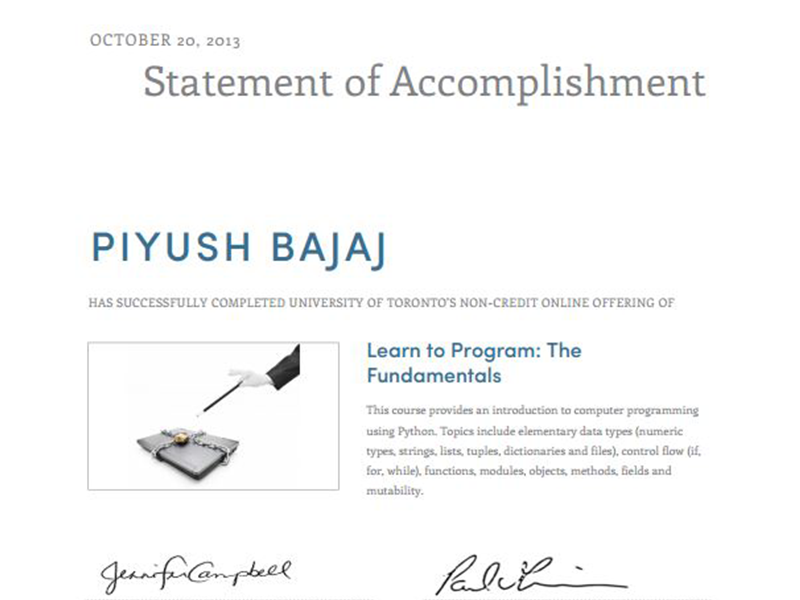 OCTOBER 20, 2013
Statement of Accomplishment
PIYUSH BAJAJ
HAS SUCCESSFULLY COMPLETED UNIVERSITY OF TORONTO'S NON-CREDIT ONLINE OFFERING OF
Learn to Program: The
Fundamentals
This course provides an introduction to computer programming
using Python. Topics include elementary data types (numeric
types, strings, lists, tuples, dictionaries and files), control flow (if,
for, while), functions, modules, objects, methods, fields and
mutability.
Jennifer Campbell